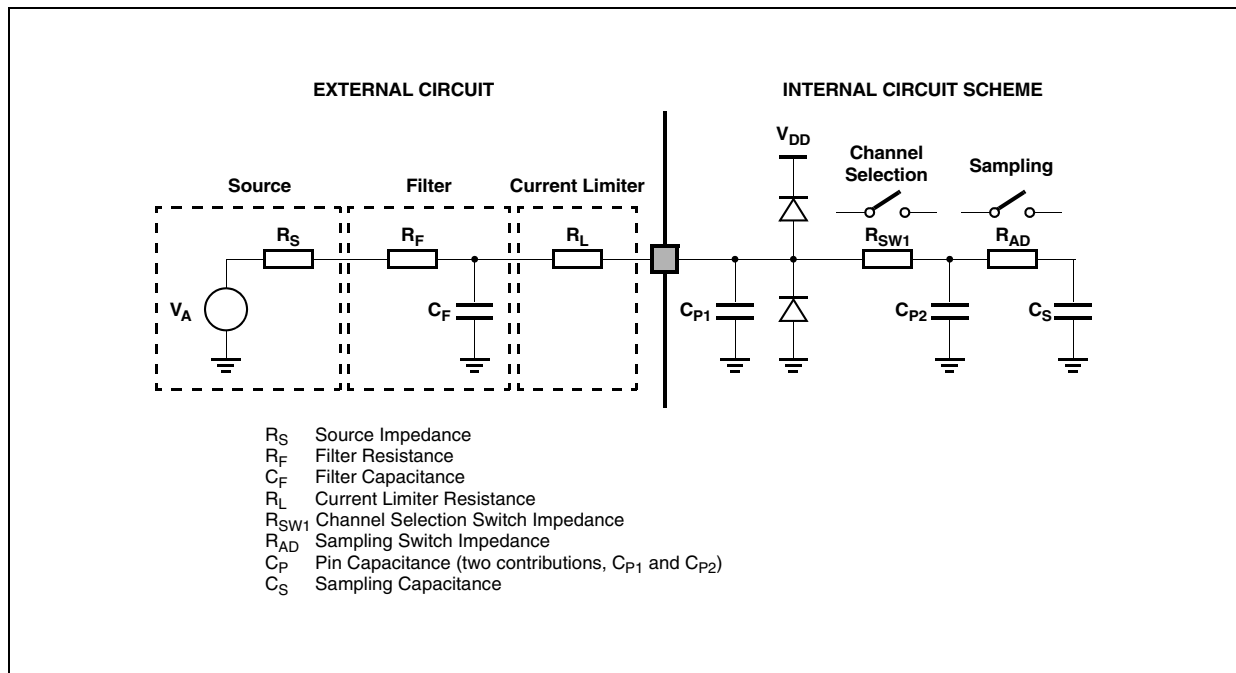 EXTERNAL CIRCUIT
INTERNAL CIRCUIT SCHEME
VDD
Channel
Selection
Sampling
Source
Filter
Current Limiter
RS
RF
RL
RSW1
RAD
VA
CF
CP1
CP2
CS
RS Source Impedance
RF Filter Resistance
CF Filter Capacitance
RL Current Limiter Resistance
RSW1 Channel Selection Switch Impedance
RAD Sampling Switch Impedance
CP Pin Capacitance (two contributions, CP1 and CP2)
CS Sampling Capacitance